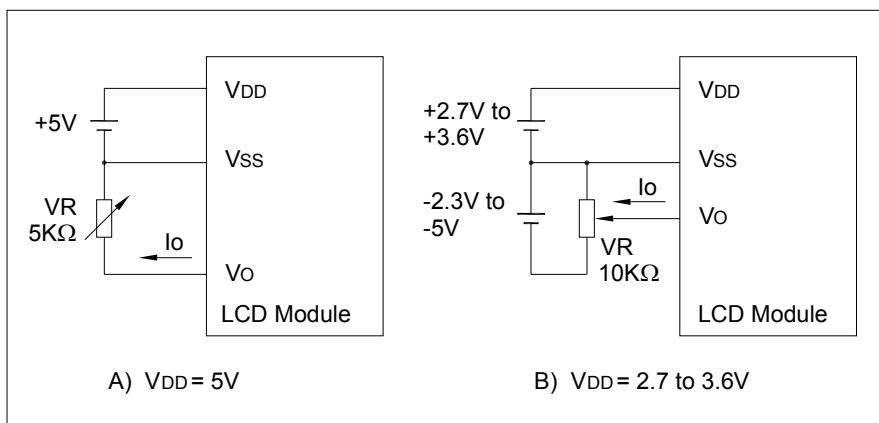 VDD
+5V
VSS
VR
5KΩ
Io
VO
LCD Module
A) VDD = 5V
VDD
+2.7V to
+3.6V
VSS
Io
-2.3V to
-5V
VO
VR
10KΩ
LCD Module
B) VDD = 2.7 to 3.6V